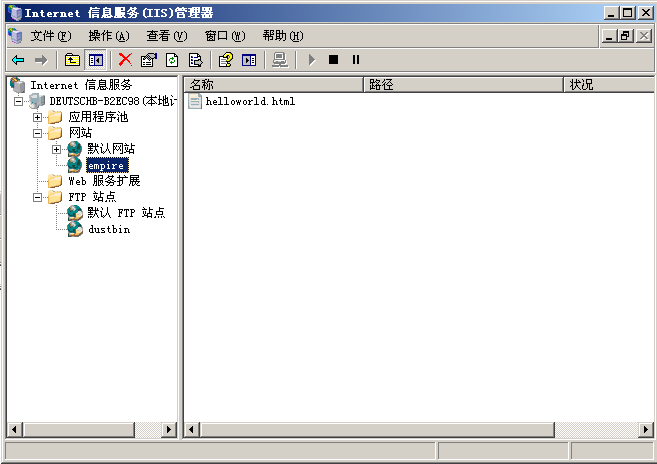 Internet 信息服务(IIS)管理器
文件(F) 操作(A) 查看(V) 窗口(W) 帮助(H)
Internet 信息服务
DEUTSCHB-B2EC98(本地计
应用程序池
网站
默认网站
empire
Web 服务扩展
FTP 站点
默认 FTP 站点
dustbin
名称 路径 状况
helloworld.html